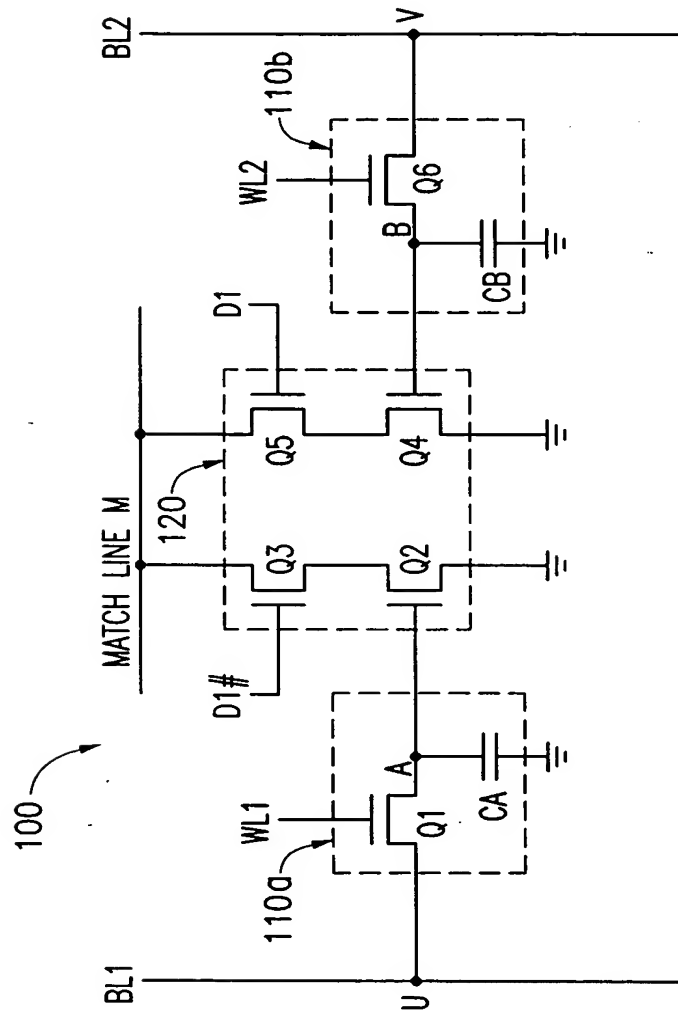 100
MATCH LINE M
BL1
BL2
120
D1#
D1
Q3
Q5
110a
WL1
WL2
110b
Q2
Q4
Q1
Q6
A
B
CA
CB
U
V